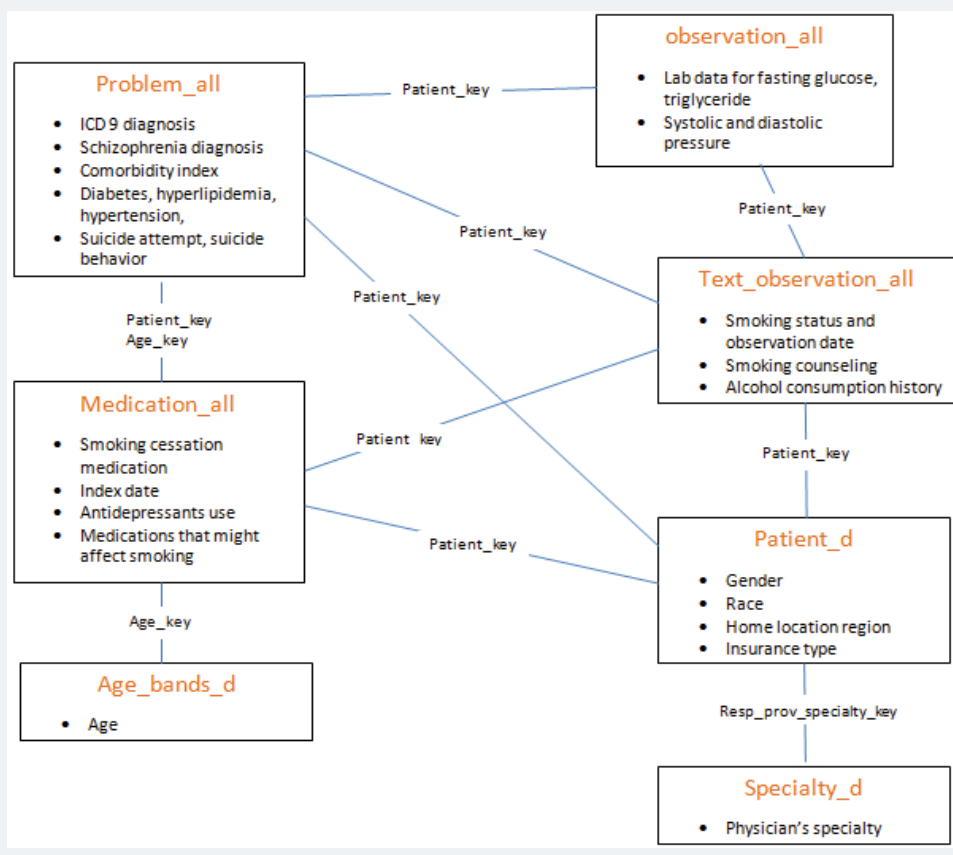 Problem_all
• ICD 9 diagnosis
• Schizophrenia diagnosis
• Comorbidity index
• Diabetes, hyperlipidemia,
hypertension,
• Suicide attempt, suicide
behavior
Patient_key
observation_all
• Lab data for fasting glucose,
triglyceride
• Systolic and diastolic
pressure
Patient_key
Patient_key
Patient_key
Patient_key
Age_key
Text_observation_all
• Smoking status and
observation date
• Smoking counseling
• Alcohol consumption history
Medication_all
• Smoking cessation
medication
• Index date
• Antidepressants use
• Medications that might
affect smoking
Patient key
Patient_key
Patient_key
Patient_d
• Gender
• Race
• Home location region
• Insurance type
Age_key
Age_bands_d
• Age
Resp_prov_specialty_key
Specialty_d
• Physician’s specialty